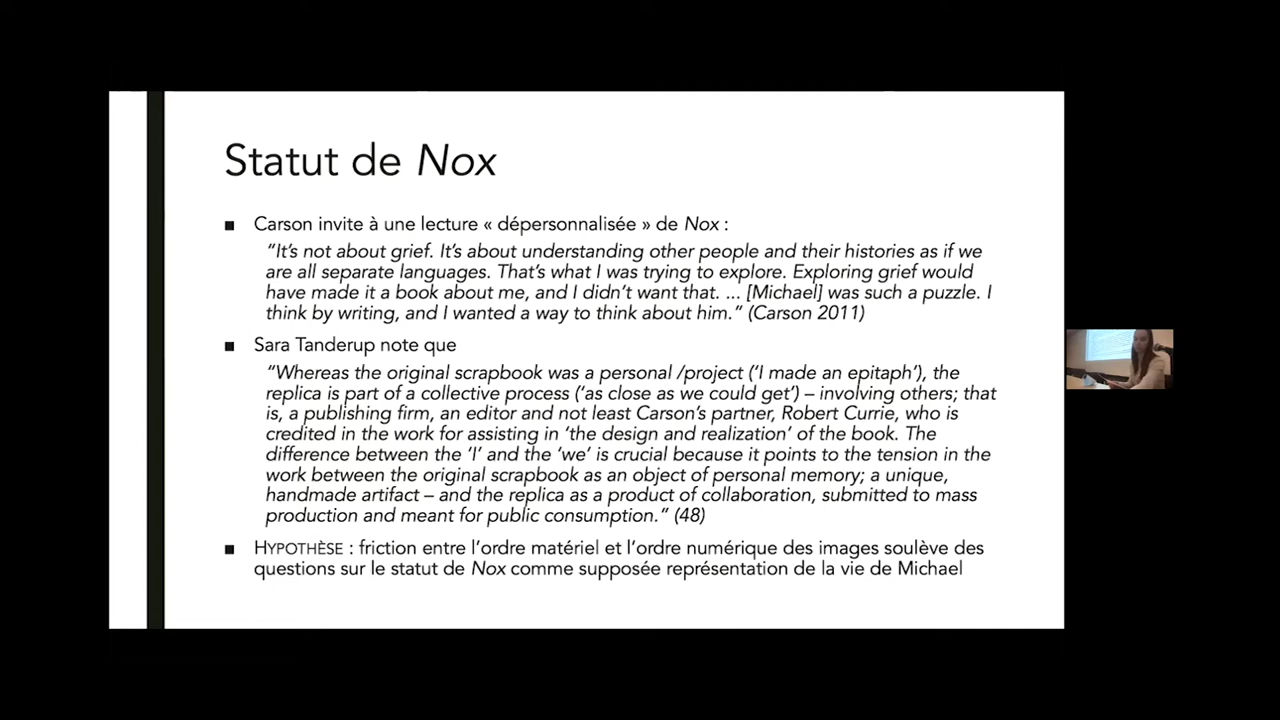 Statut de Nox
■ Carson invite à une lecture « dépersonnalisée » de Nox :
“It’s not about grief. It’s about understanding other people and their histories as if we
are all separate languages. That’s what I was trying to explore. Exploring grief would
have made it a book about me, and I didn’t want that. ... [Michael] was such a puzzle. I
think by writing, and I wanted a way to think about him.” (Carson 2011)
■ Sara Tanderup note que
“Whereas the original scrapbook was a personal /project (‘I made an epitaph’), the
replica is part of a collective process (‘as close as we could get’) – involving others; that
is, a publishing firm, an editor and not least Carson’s partner, Robert Currie, who is
credited in the work for assisting in ‘the design and realization’ of the book. The
difference between the ‘I’ and the ‘we’ is crucial because it points to the tension in the
work between the original scrapbook as an object of personal memory; a unique,
handmade artifact – and the replica as a product of collaboration, submitted to mass
production and meant for public consumption.” (48)
■ HYPOTHÈSE : friction entre l’ordre matériel et l’ordre numérique des images soulève des
questions sur le statut de Nox comme supposée représentation de la vie de Michael